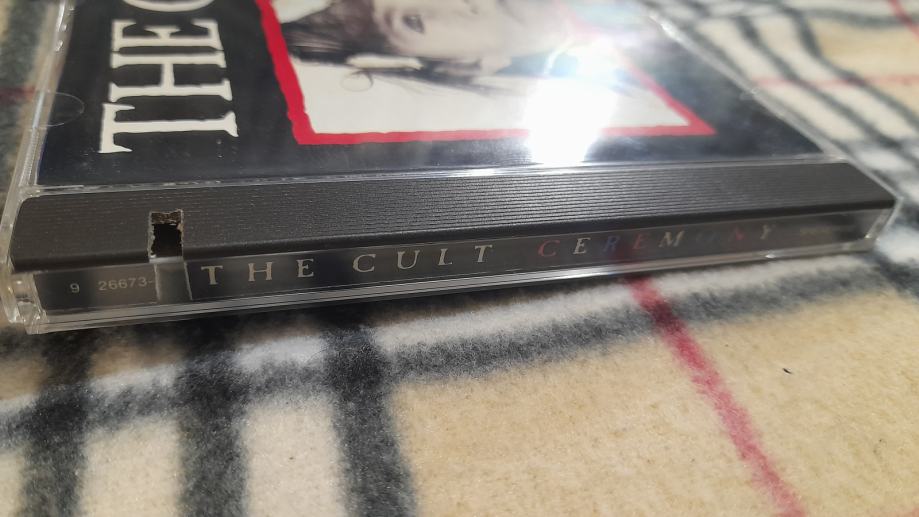 THE C
9 26673-
THE CULT CEREMONY